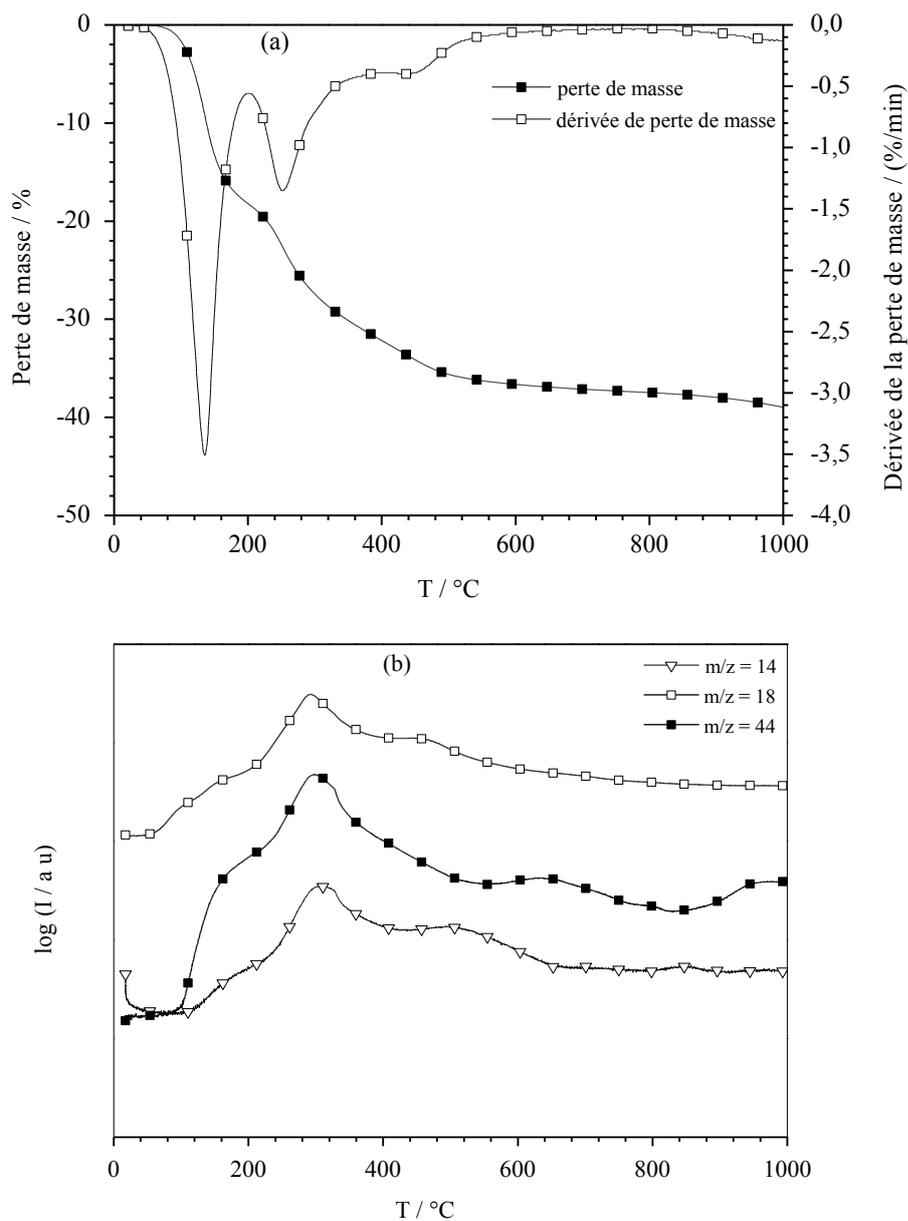 (a)
0
-10
-20
-30
-40
-50
Perte de masse / %
0,0
-0,5
-1,0
-1,5
-2,0
-2,5
-3,0
-3,5
-4,0
Dérivée de la perte de masse / (%/min)
perte de masse
dérivée de perte de masse
0 200 400 600 800 1000
T / °C
(b)
m/z = 14
m/z = 18
m/z = 44
log (I / a u)
0 200 400 600 800 1000
T / °C